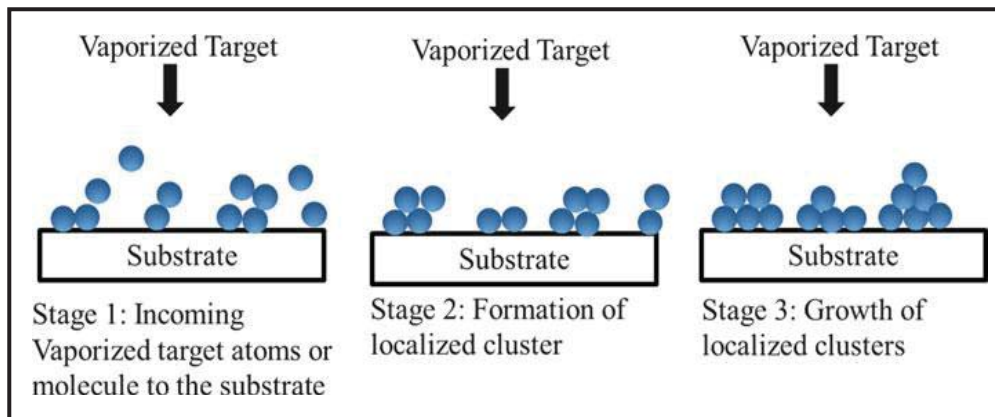 Vaporized Target
Substrate
Stage 1: Incoming
Vaporized target atoms or
molecule to the substrate
Vaporized Target
Substrate
Stage 2: Formation of
localized cluster
Vaporized Target
Substrate
Stage 3: Growth of
localized clusters